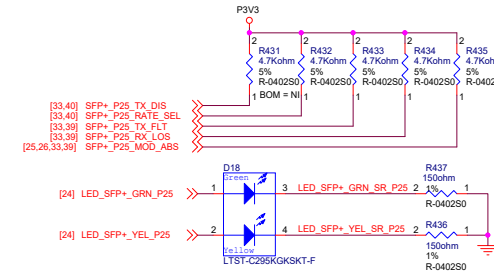 P3V3
2 2 2 2 2
R431 R432 R433 R434 R435
4.7Kohm 4.7Kohm 4.7Kohm 4.7Kohm 4.7Koh
5% 5% 5% 5% 5%
R-0402S0 R-0402S0 R-0402S0 R-0402S0 R-0402
1 BOM = NI 1 1 1 1
[33,40] SFP+_P25_TX_DIS
[33,40] SFP+_P25_RATE_SEL
[33,39] SFP+_P25_TX_FLT
[33,39] SFP+_P25_RX_LOS
[25,26,33,39] SFP+_P25_MOD_ABS
D18
Green
R437
150ohm
[24] LED_SFP+_GRN_P25 1 3 LED_SFP+_GRN_SR_P25 2 1% 1
R-0402S0
R436
[24] LED_SFP+_YEL_P25 2 4 LED_SFP+_YEL_SR_P25 2 1
150ohm
Yellow
1%
LTST-C295KGKSKT-F
R-0402S0